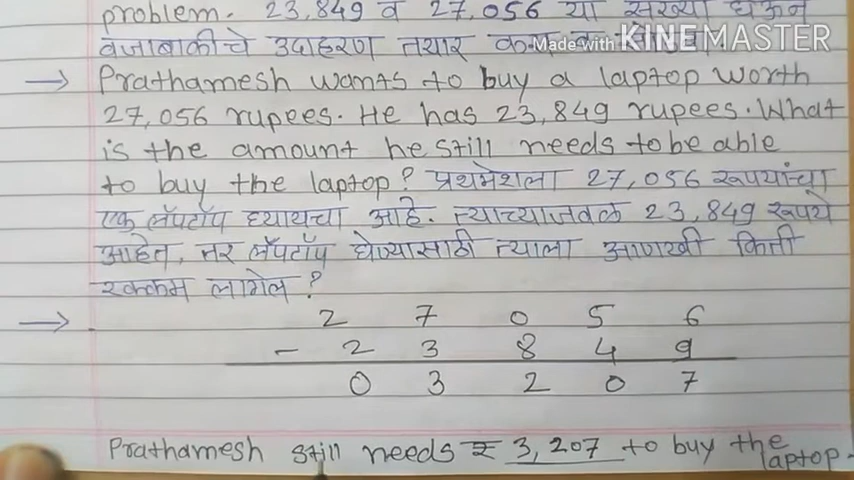 problem. 23,849 व 27,056 या संख्या घेऊन
वजाबाकीचे उदाहरण तयार
Made with KINEMASTER
→ Prathamesh wants to buy a laptop worth
27,056 rupees. He has 23,849 rupees. What
is the amount he still needs to be able
to buy the laptop? प्रथमेशला 27,056 रूपयांचा
एक लॅपटॉप घ्यायचा आहे. त्याच्याजवळ 23,849 रूपये
आहेत, तर लॅपटॉप घेण्यासाठी त्याला आणखी किती
रक्कम लागेल?
→ 2 7 0 5 6
- 2 3 8 4 9
0 3 2 0 7
Prathamesh still needs ₹ 3,207 to buy the
laptop.